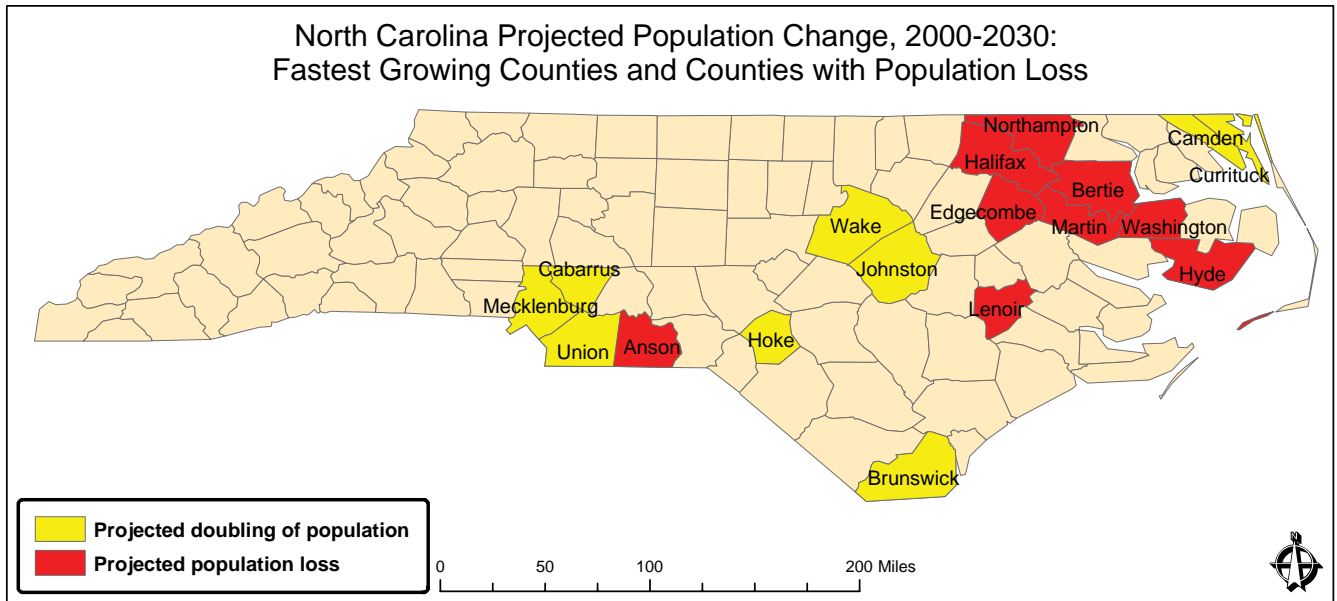 North Carolina Projected Population Change, 2000-2030:
Fastest Growing Counties and Counties with Population Loss
Northampton
Camden
Halifax
Currituck
Bertie
Edgecombe
Wake
Martin
Washington
Johnston
Cabarrus
Hyde
Mecklenburg
Lenoir
Hoke
Anson
Union
Brunswick
Projected doubling of population
Projected population loss
0 50 100 200 Miles
N